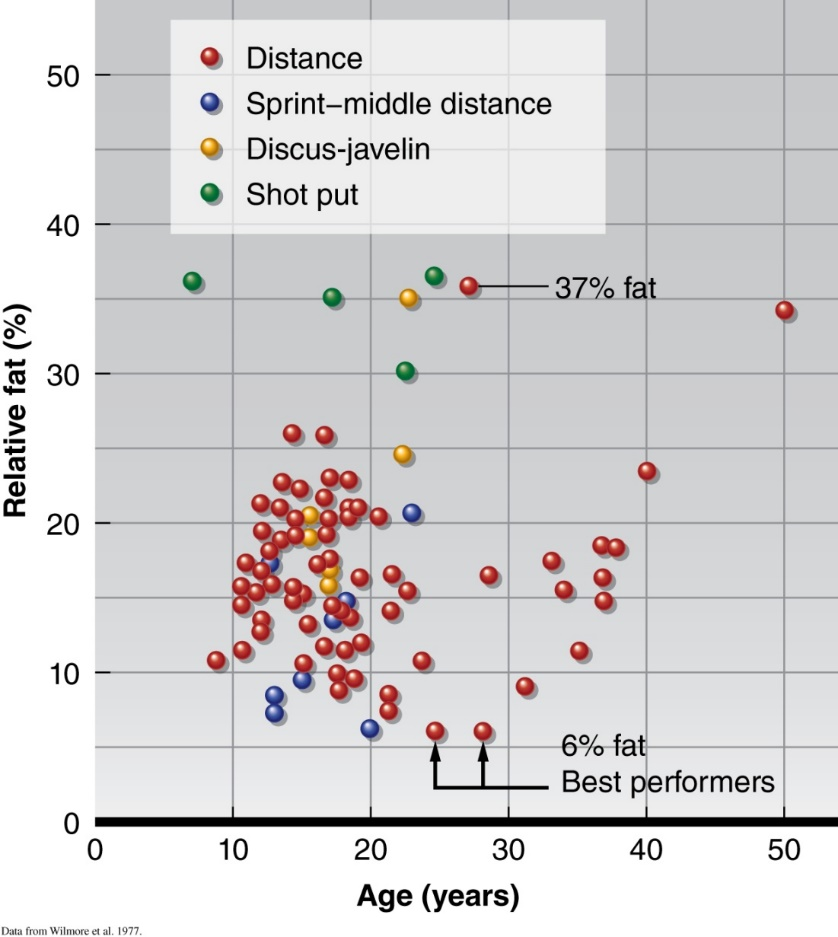 50
40
30
20
10
0
Relative fat (%)
Distance
Sprint–middle distance
Discus-javelin
Shot put
37% fat
6% fat
Best performers
0 10 20 30 40 50
Age (years)
Data from Wilmore et al. 1977.